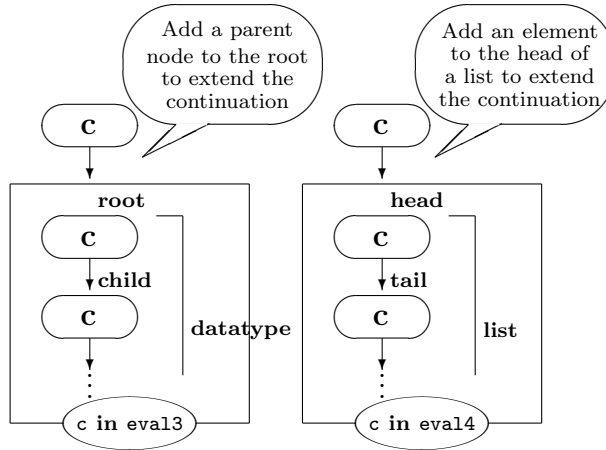 Add a parent
node to the root
to extend the
continuation
c
root
c
child
c
datatype
c in eval3
Add an element
to the head of
a list to extend
the continuation
c
head
c
tail
c
list
c in eval4